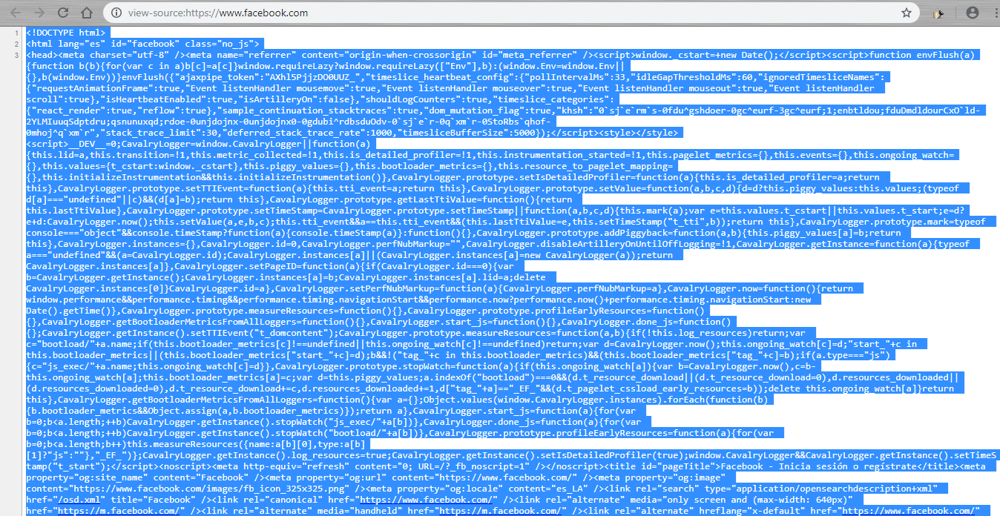 view-source:https://www.facebook.com
1 <!DOCTYPE html>
2 <html lang="es" id="facebook" class="no_js">
3 <head><meta charset="utf-8" /><meta name="referrer" content="origin-when-crossorigin" id="meta_referrer" /><script>window._cstart=+new Date();</script><script>function envFlush(a)
{function b(b){for(var c in a)b[c]=a[c]}window.requireLazy?window.requireLazy(["Env"],b):(window.Env=window.Env||
{},b(window.Env))}envFlush({"ajaxpipe_token":"AXhl5PjjzDO0UUZ_","timeslice_heartbeat_config":{"pollIntervalMs":33,"idleGapThresholdMs":60,"ignoredTimesliceNames":
{"requestAnimationFrame":true,"Event listenHandler mousemove":true,"Event listenHandler mouseover":true,"Event listenHandler mouseout":true,"Event listenHandler
scroll":true},"isHeartbeatEnabled":true,"isArtilleryOn":false},"shouldLogCounters":true,"timeslice_categories":
{"react_render":true,"reflow":true},"sample_continuation_stacktraces":true,"dom_mutation_flag":true,"khsh":"0`sj`e`rm`s-0fdu^gshdoer-0gc^eurf-3gc^eurf;1;enbtldou;fduDmdldourCxO`ld-
2YLMIuuqSdptdru;qsnunuxqd;rdoe-0unjdojnx-0unjdojnx0-0gdubi^rdbsduOdv-0`sj`e`r-0q`xm`r-0StoRbs`qhof-
0mhoj^q`xm`r","stack_trace_limit":30,"deferred_stack_trace_rate":1000,"timesliceBufferSize":5000});</script><style></style>
<script>__DEV__=0;CavalryLogger=window.CavalryLogger||function(a)
{this.lid=a,this.transition=!1,this.metric_collected=!1,this.is_detailed_profiler=!1,this.instrumentation_started=!1,this.pagelet_metrics={},this.events={},this.ongoing_watch=
{},this.values={t_cstart:window._cstart},this.piggy_values={},this.bootloader_metrics={},this.resource_to_pagelet_mapping=
{},this.initializeInstrumentation&&this.initializeInstrumentation()},CavalryLogger.prototype.setIsDetailedProfiler=function(a){this.is_detailed_profiler=a;return
this},CavalryLogger.prototype.setTTIEvent=function(a){this.tti_event=a;return this},CavalryLogger.prototype.setValue=function(a,b,c,d){d=d?this.piggy_values:this.values;(typeof
d[a]==="undefined"||c)&&(d[a]=b);return this},CavalryLogger.prototype.getLastTtiValue=function(){return
this.lastTtiValue},CavalryLogger.prototype.setTimeStamp=CavalryLogger.prototype.setTimeStamp||function(a,b,c,d){this.mark(a);var e=this.values.t_cstart||this.values.t_start;e=d?
e+d:CavalryLogger.now();this.setValue(a,e,b,c);this.tti_event&&a==this.tti_event&&(this.lastTtiValue=e,this.setTimeStamp("t_tti",b));return this},CavalryLogger.prototype.mark=typeof
console==="object"&&console.timeStamp?function(a){console.timeStamp(a)}:function(){},CavalryLogger.prototype.addPiggyback=function(a,b){this.piggy_values[a]=b;return
this},CavalryLogger.instances={},CavalryLogger.id=0,CavalryLogger.perfNubMarkup="",CavalryLogger.disableArtilleryOnUntilOffLogging=!1,CavalryLogger.getInstance=function(a){typeof
a==="undefined"&&(a=CavalryLogger.id);CavalryLogger.instances[a]||(CavalryLogger.instances[a]=new CavalryLogger(a));return
CavalryLogger.instances[a]},CavalryLogger.setPageID=function(a){if(CavalryLogger.id===0){var
b=CavalryLogger.getInstance();CavalryLogger.instances[a]=b;CavalryLogger.instances[a].lid=a;delete
CavalryLogger.instances[0]}CavalryLogger.id=a},CavalryLogger.setPerfNubMarkup=function(a){CavalryLogger.perfNubMarkup=a},CavalryLogger.now=function(){return
window.performance&&performance.timing&&performance.timing.navigationStart&&performance.now?performance.now()+performance.timing.navigationStart:new
Date().getTime()},CavalryLogger.prototype.measureResources=function(){},CavalryLogger.prototype.profileEarlyResources=function()
{},CavalryLogger.getBootloaderMetricsFromAllLoggers=function(){},CavalryLogger.start_js=function(){},CavalryLogger.done_js=function()
{};CavalryLogger.getInstance().setTTIEvent("t_domcontent");CavalryLogger.prototype.measureResources=function(a,b){if(!this.log_resources)return;var
c="bootload/"+a.name;if(this.bootloader_metrics[c]!==undefined||this.ongoing_watch[c]!==undefined)return;var d=CavalryLogger.now();this.ongoing_watch[c]=d;"start_"+c in
this.bootloader_metrics||(this.bootloader_metrics["start_"+c]=d);b&&!("tag_"+c in this.bootloader_metrics)&&(this.bootloader_metrics["tag_"+c]=b);if(a.type==="js")
{c="js_exec/"+a.name;this.ongoing_watch[c]=d}},CavalryLogger.prototype.stopWatch=function(a){if(this.ongoing_watch[a]){var b=CavalryLogger.now(),c=b-
this.ongoing_watch[a];this.bootloader_metrics[a]=c;var d=this.piggy_values;a.indexOf("bootload")===0&&(d.t_resource_download||(d.t_resource_download=0),d.resources_downloaded||
(d.resources_downloaded=0),d.t_resource_download+=c,d.resources_downloaded+=1,d["tag_"+a]=="_EF_"&&(d.t_pagelet_cssload_early_resources=b));delete this.ongoing_watch[a]}return
this},CavalryLogger.getBootloaderMetricsFromAllLoggers=function(){var a={};Object.values(window.CavalryLogger.instances).forEach(function(b)
{b.bootloader_metrics&&Object.assign(a,b.bootloader_metrics)});return a},CavalryLogger.start_js=function(a){for(var
b=0;b<a.length;++b)CavalryLogger.getInstance().stopWatch("js_exec/"+a[b])},CavalryLogger.done_js=function(a){for(var
b=0;b<a.length;++b)CavalryLogger.getInstance().stopWatch("bootload/"+a[b])},CavalryLogger.prototype.profileEarlyResources=function(a){for(var
b=0;b<a.length;b++)this.measureResources({name:a[b][0],type:a[b]
[1]?"js":""},"_EF_")};CavalryLogger.getInstance().log_resources=true;CavalryLogger.getInstance().setIsDetailedProfiler(true);window.CavalryLogger&&CavalryLogger.getInstance().setTimeS
tamp("t_start");</script><noscript><meta http-equiv="refresh" content="0; URL=/?_fb_noscript=1" /></noscript><title id="pageTitle">Facebook - Inicia sesión o regístrate</title><meta
property="og:site_name" content="Facebook" /><meta property="og:url" content="https://www.facebook.com/" /><meta property="og:image"
content="https://www.facebook.com/images/fb_icon_325x325.png" /><meta property="og:locale" content="es_LA" /><link rel="search" type="application/opensearchdescription+xml"
href="/osd.xml" title="Facebook" /><link rel="canonical" href="https://www.facebook.com/" /><link rel="alternate" media="only screen and (max-width: 640px)"
href="https://m.facebook.com/" /><link rel="alternate" media="handheld" href="https://m.facebook.com/" /><link rel="alternate" hreflang="x-default" href="https://www.facebook.com/"